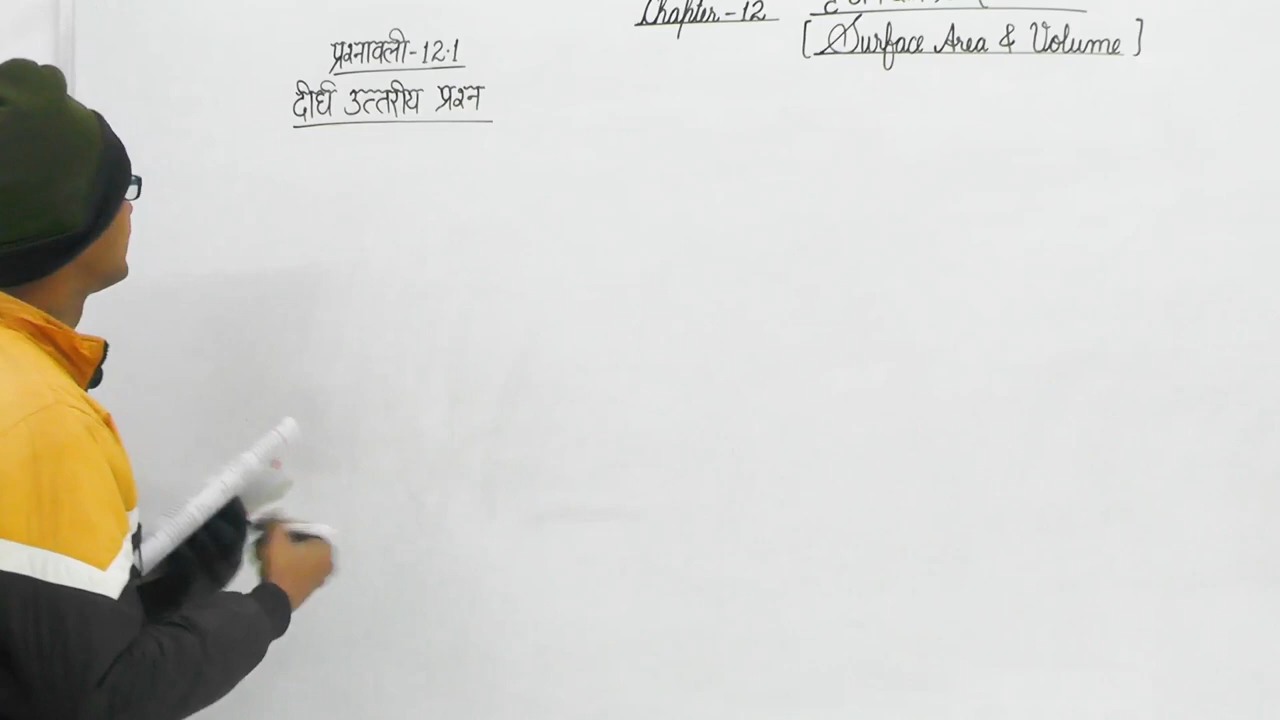 Chapter-12
[Surface Area & Volume]
प्रश्नावली-12.1
दीर्घ उत्तरीय प्रश्न